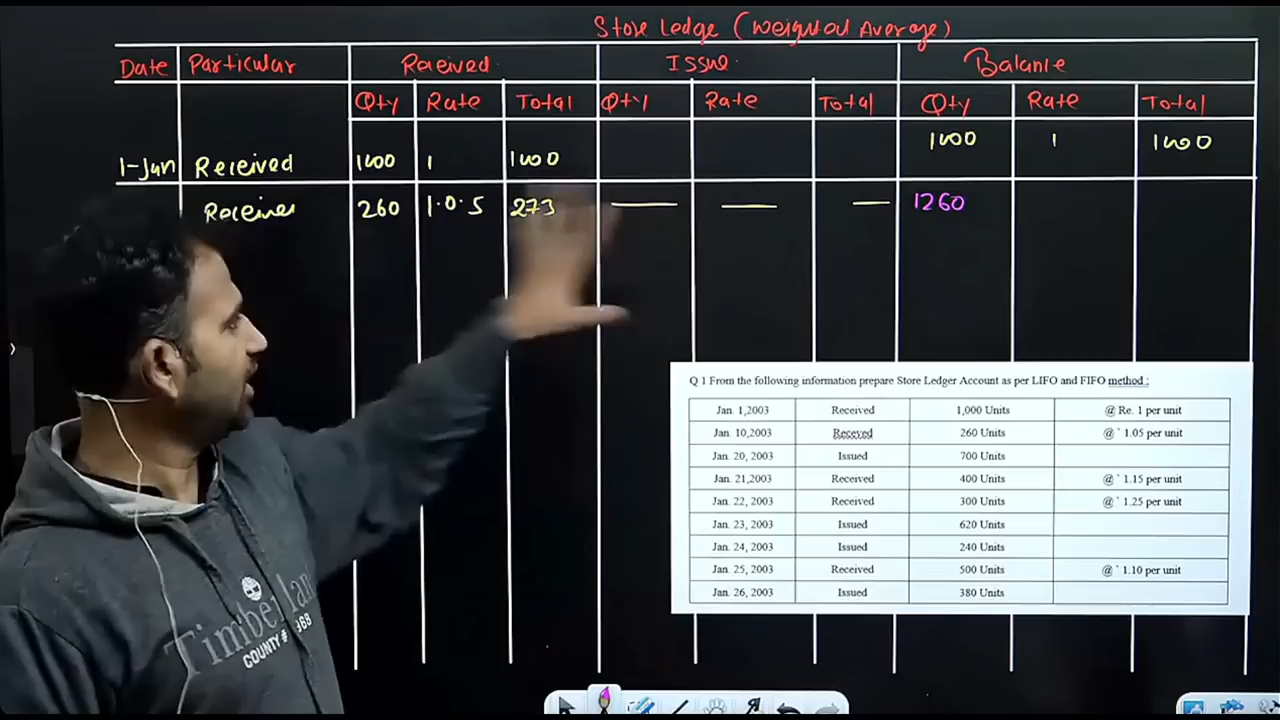 Store Ledge (Weighted Average)
Date Particular Received Issue Balance
Qty Rate Total Qty Rate Total Qty Rate Total
1-Jan Received 1000 1 1000 1000 1 1000
Receiver 260 1.0.5 273 — — — 1260
Q 1 From the following information prepare Store Ledger Account as per LIFO and FIFO method :
Jan. 1,2003 Received 1,000 Units @ Re. 1 per unit
Jan. 10,2003 Receved 260 Units @ ` 1.05 per unit
Jan. 20, 2003 Issued 700 Units
Jan. 21,2003 Received 400 Units @ ` 1.15 per unit
Jan. 22, 2003 Received 300 Units @ ` 1.25 per unit
Jan. 23, 2003 Issued 620 Units
Jan. 24, 2003 Issued 240 Units
Jan. 25, 2003 Received 500 Units @ ` 1.10 per unit
Jan. 26, 2003 Issued 380 Units
Timberland
COUNTY #